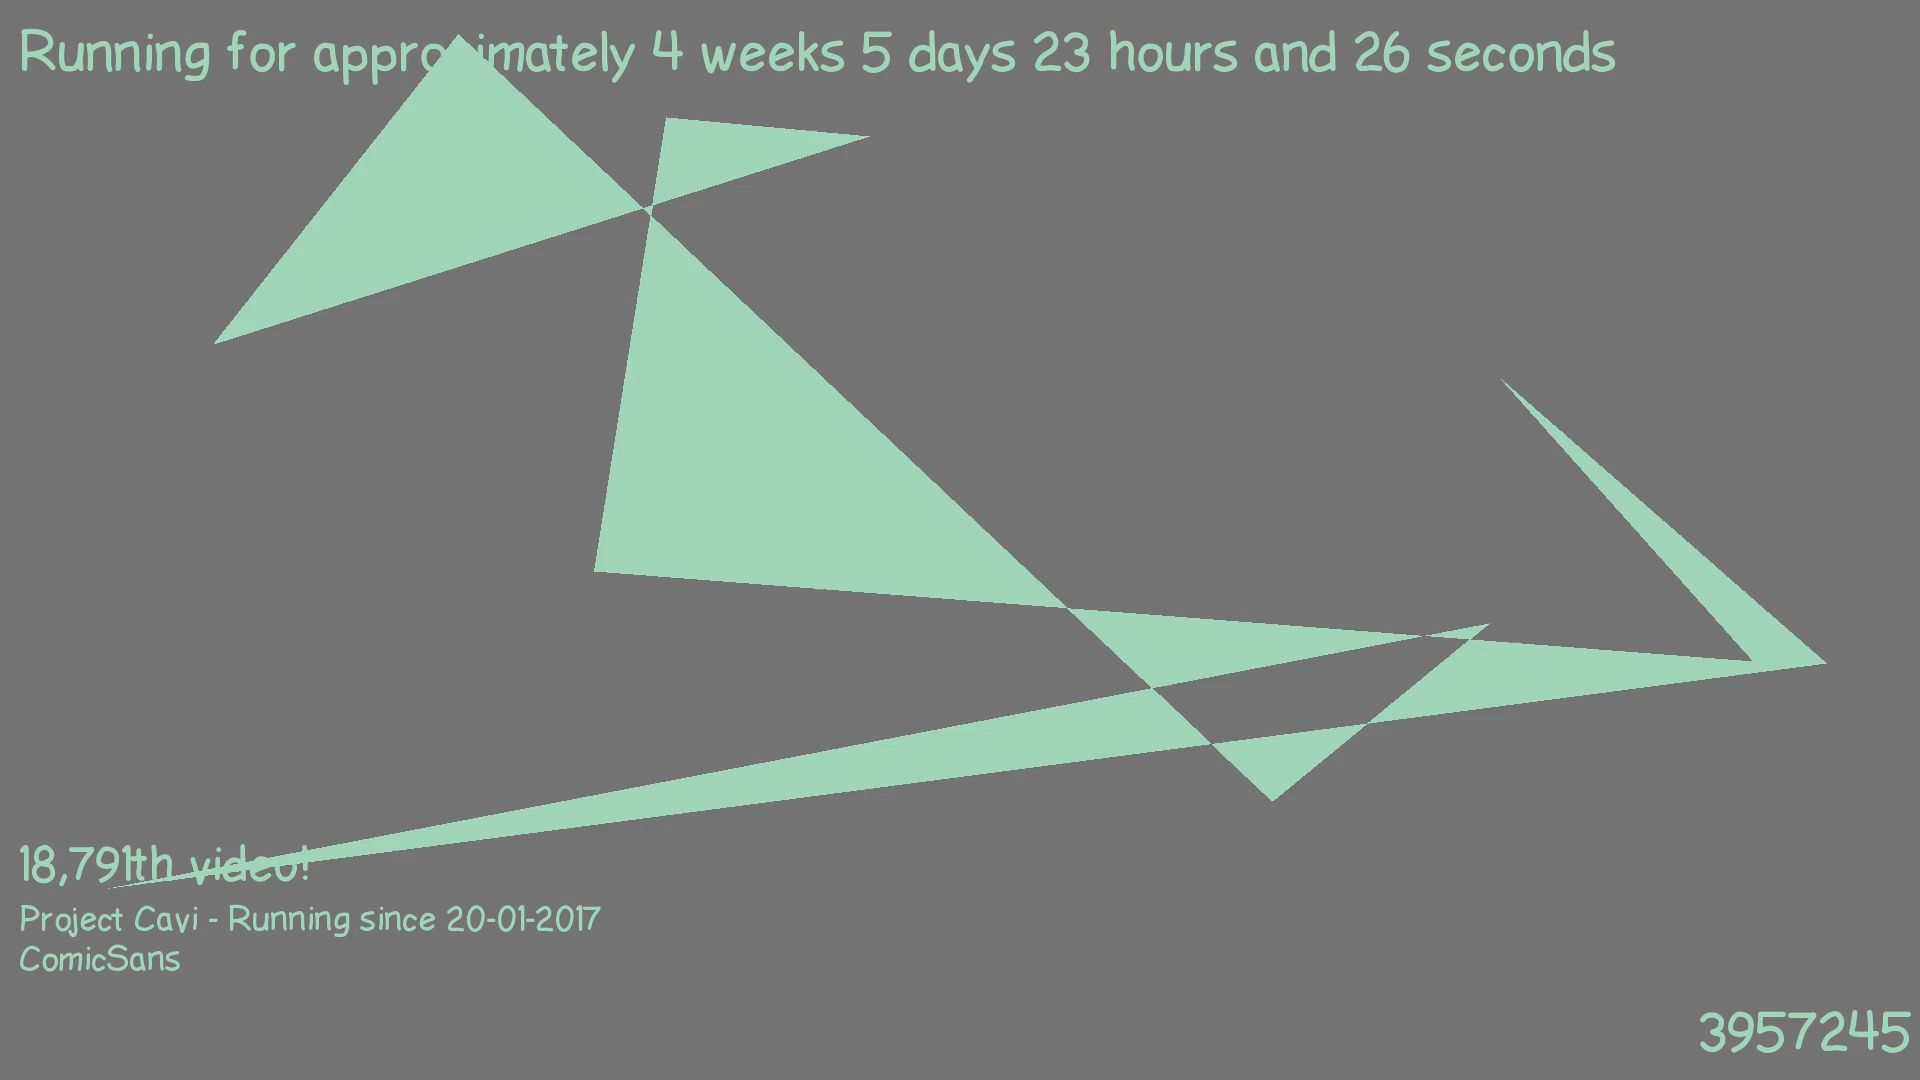 Running for approximately 4 weeks 5 days 23 hours and 26 seconds
18,791th video!
Project Cavi - Running since 20-01-2017
ComicSans
3957245